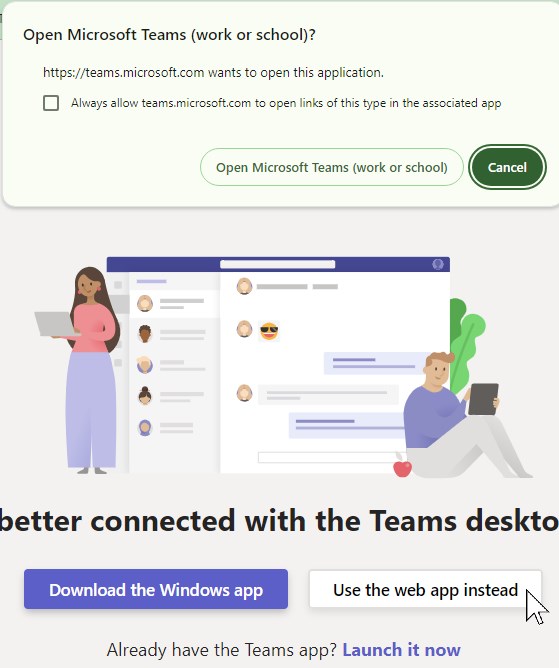 Open Microsoft Teams (work or school)?
https://teams.microsoft.com wants to open this application.
Always allow teams.microsoft.com to open links of this type in the associated app
Open Microsoft Teams (work or school)
Cancel
better connected with the Teams deskto
Download the Windows app
Use the web app instead
Already have the Teams app? Launch it now